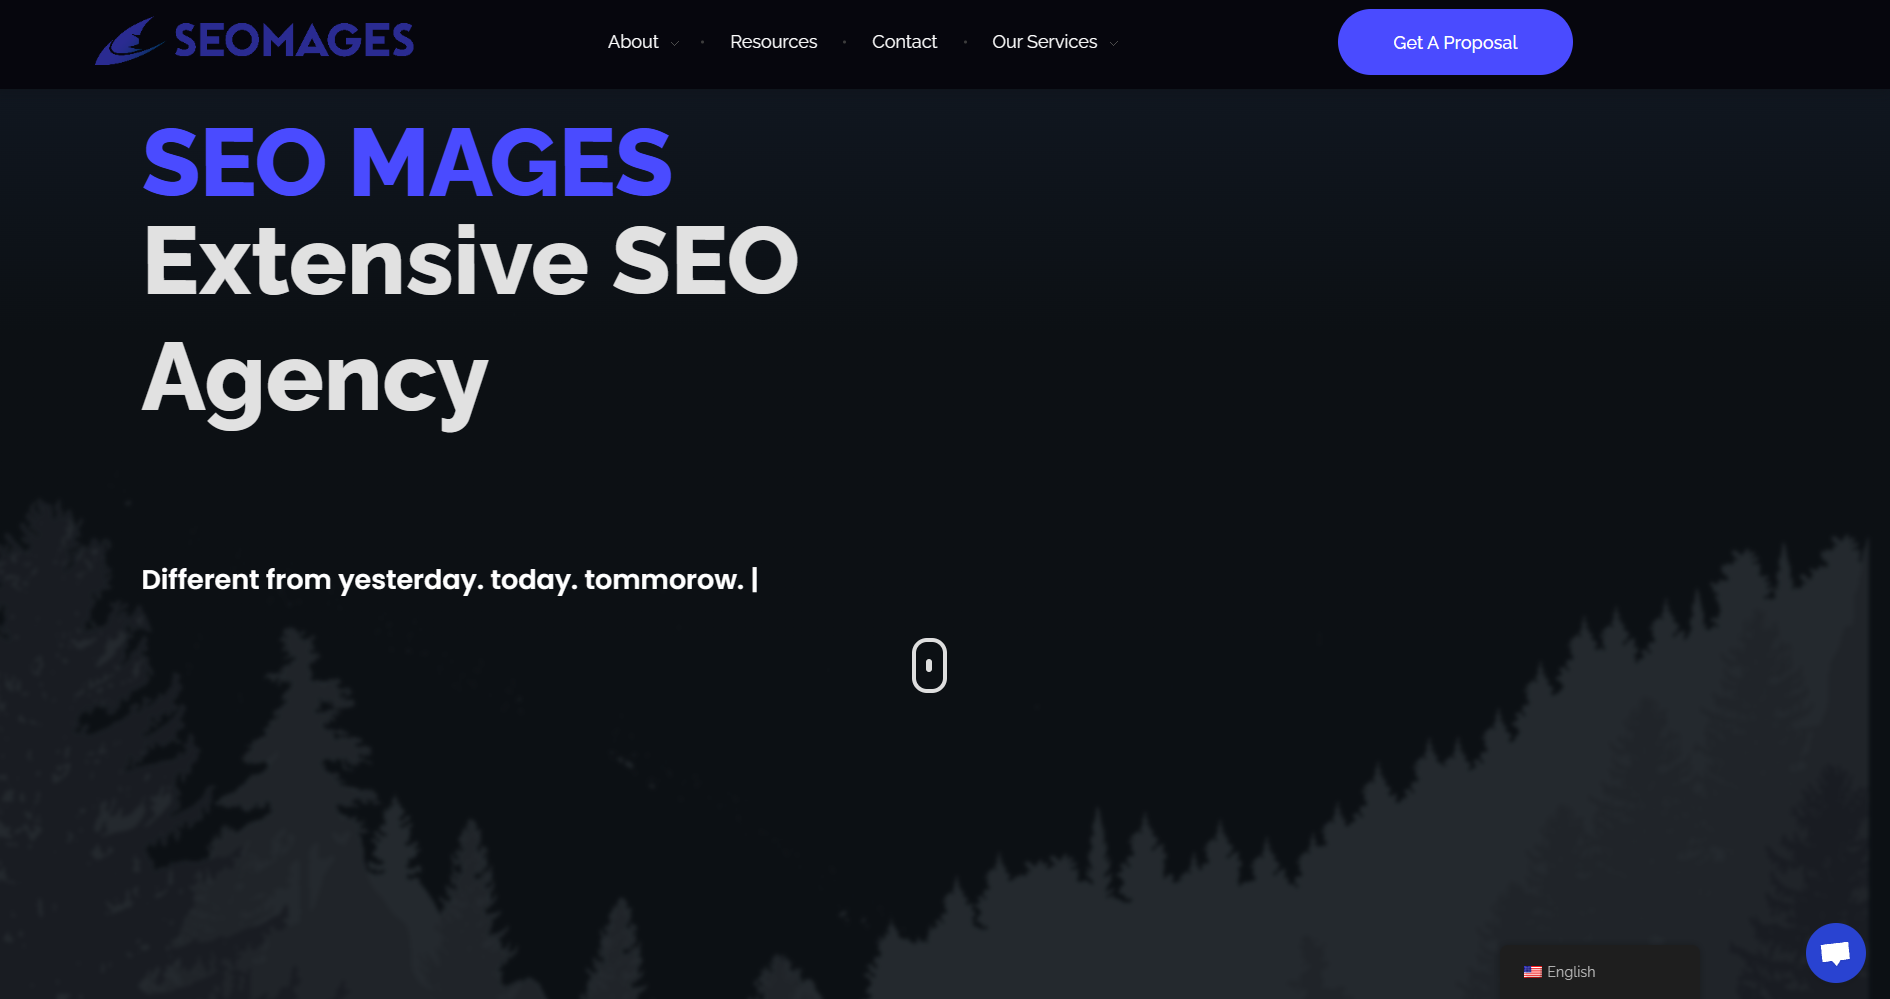 SEOMAGES
About
Resources
Contact
Our Services
Get A Proposal
SEO MAGES
Extensive SEO
Agency
Different from yesterday. today. tommorow. |
English